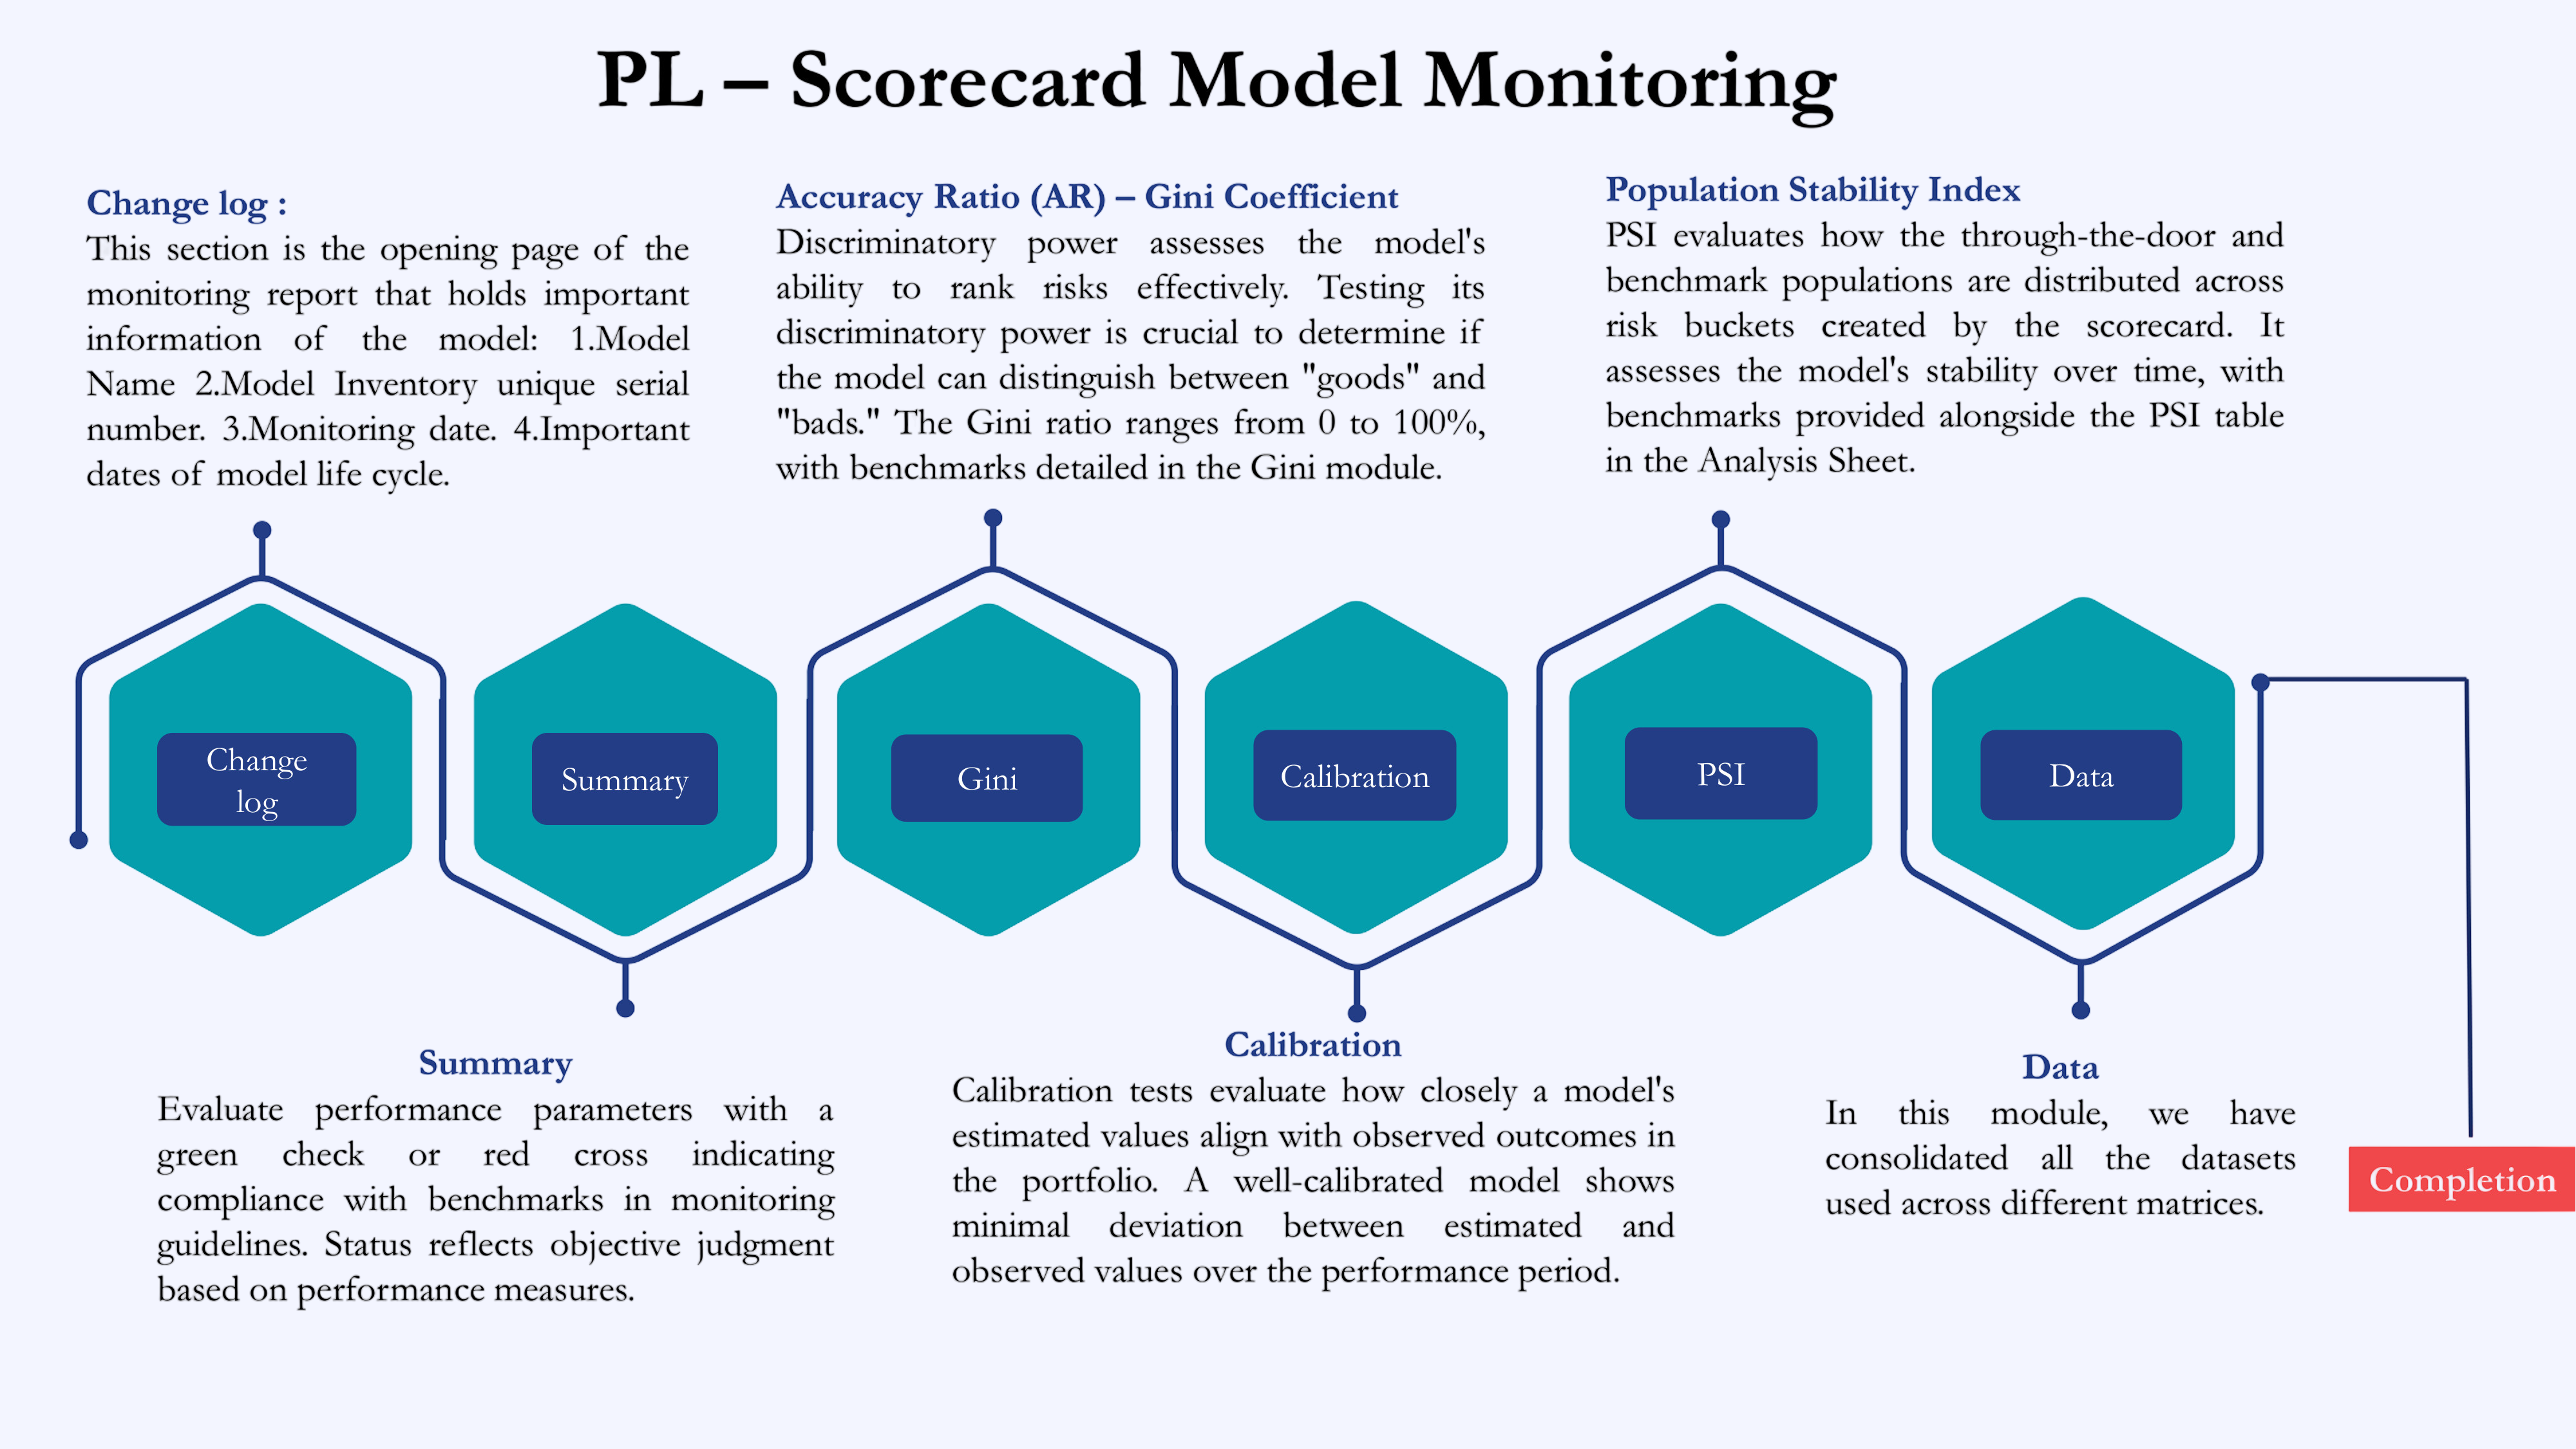 PL – Scorecard Model Monitoring
Change log :
This section is the opening page of the
monitoring report that holds important
information of the model: 1.Model
Name 2.Model Inventory unique serial
number. 3.Monitoring date. 4.Important
dates of model life cycle.
Accuracy Ratio (AR) – Gini Coefficient
Discriminatory power assesses the model's
ability to rank risks effectively. Testing its
discriminatory power is crucial to determine if
the model can distinguish between "goods" and
"bads." The Gini ratio ranges from 0 to 100%,
with benchmarks detailed in the Gini module.
Population Stability Index
PSI evaluates how the through-the-door and
benchmark populations are distributed across
risk buckets created by the scorecard. It
assesses the model's stability over time, with
benchmarks provided alongside the PSI table
in the Analysis Sheet.
Change
log
Summary
Gini
Calibration
PSI
Data
Summary
Evaluate performance parameters with a
green check or red cross indicating
compliance with benchmarks in monitoring
guidelines. Status reflects objective judgment
based on performance measures.
Calibration
Calibration tests evaluate how closely a model's
estimated values align with observed outcomes in
the portfolio. A well-calibrated model shows
minimal deviation between estimated and
observed values over the performance period.
Data
In this module, we have
consolidated all the datasets
used across different matrices.
Completion